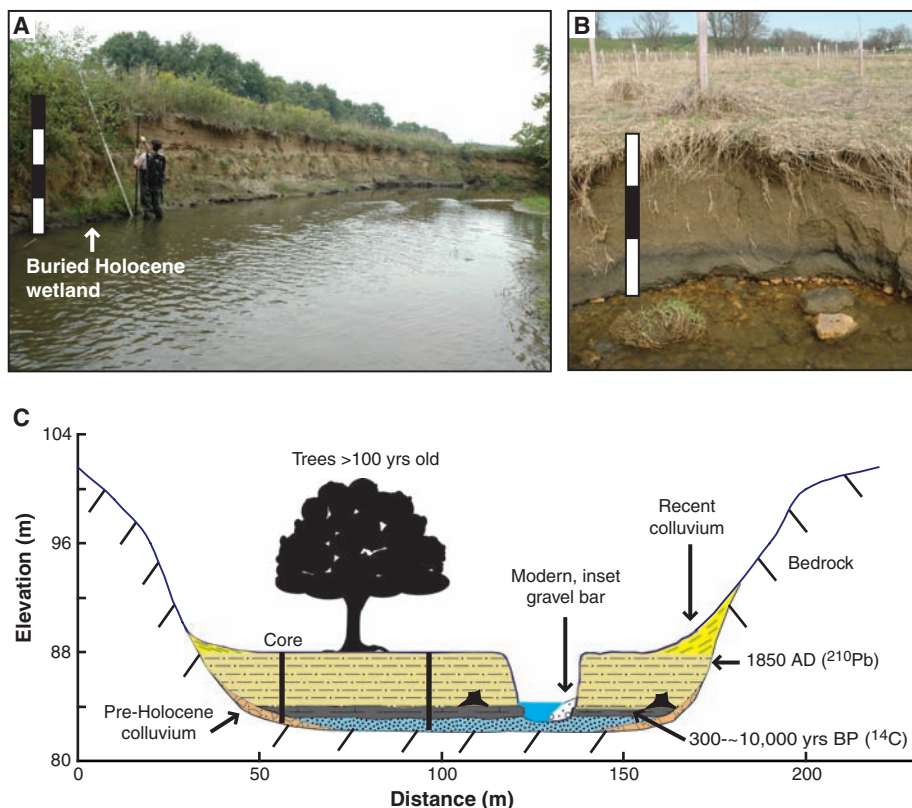 A
B
Buried Holocene
wetland
C
104
96
88
80
Elevation (m)
Trees >100 yrs old
Recent
colluvium
Modern, inset
gravel bar
Bedrock
Core
1850 AD (210Pb)
Pre-Holocene
colluvium
300-~10,000 yrs BP (14C)
0
50
100
150
200
Distance (m)